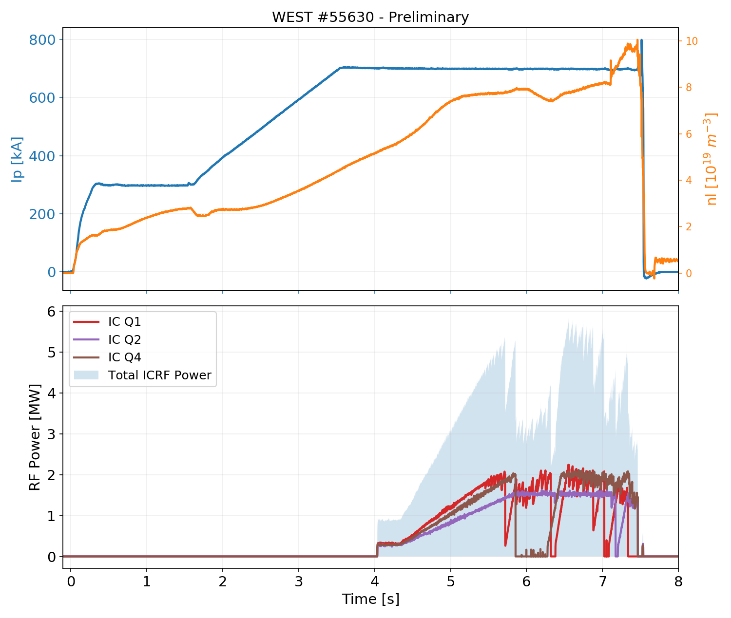 WEST #55630 - Preliminary
800
600
400
200
0
Ip [kA]
10
8
6
4
2
0
nl [10^19 m^-3]
6
5
4
3
2
1
0
RF Power [MW]
IC Q1
IC Q2
IC Q4
Total ICRF Power
0 1 2 3 4 5 6 7 8
Time [s]